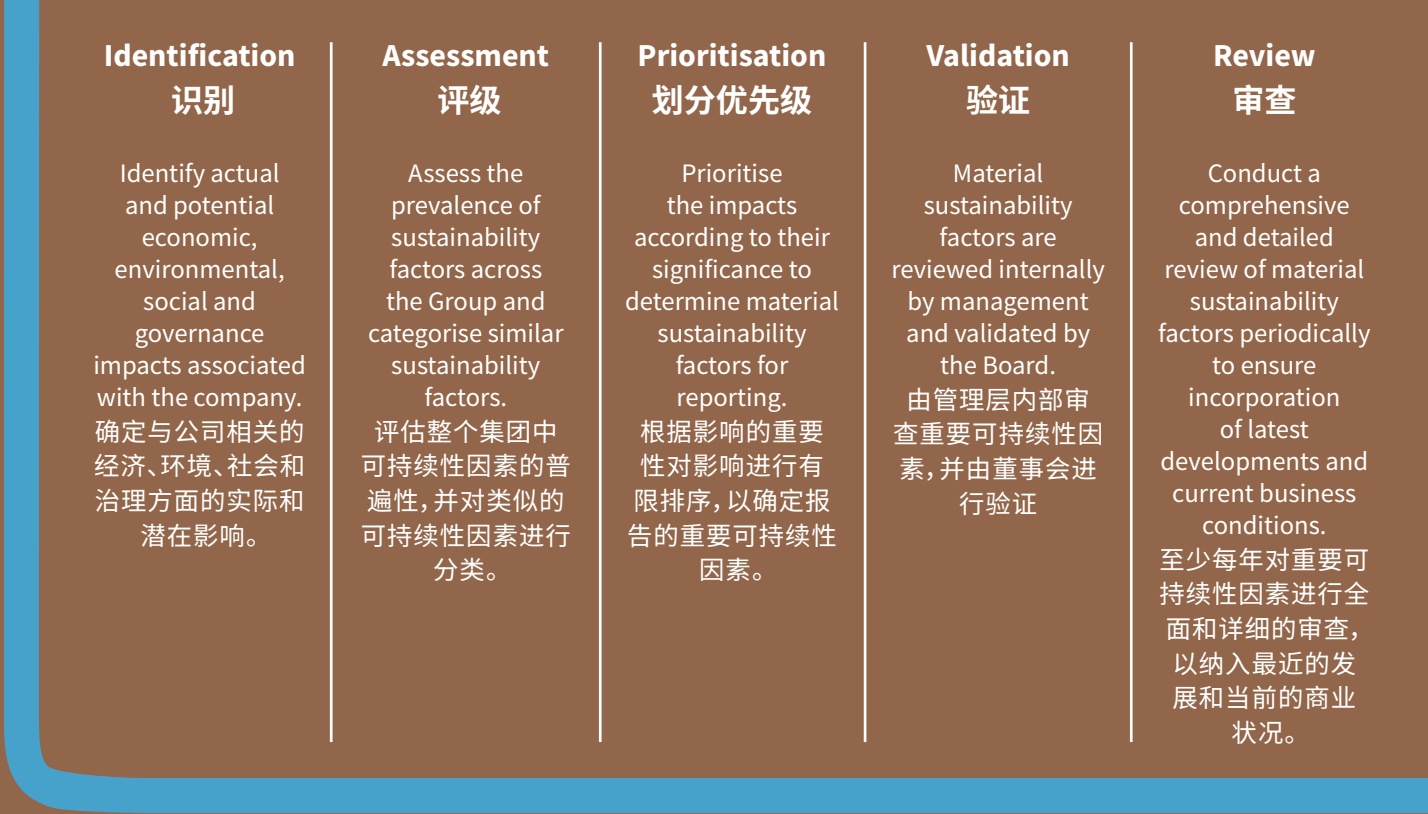 Identification
识别
Identify actual
and potential
economic,
environmental,
social and
governance
impacts associated
with the company.
确定与公司相关的
经济、环境、社会和
治理方面的实际和
潜在影响。
Assessment
评级
Assess the
prevalence of
sustainability
factors across
the Group and
categorise similar
sustainability
factors.
评估整个集团中
可持续性因素的普
遍性，并对类似的
可持续性因素进行
分类。
Prioritisation
划分优先级
Prioritise
the impacts
according to their
significance to
determine material
sustainability
factors for
reporting.
根据影响的重要
性对影响进行有
限排序，以确定报
告的重要可持续性
因素。
Validation
验证
Material
sustainability
factors are
reviewed internally
by management
and validated by
the Board.
由管理层内部审
查重要可持续性因
素，并由董事会进
行验证
Review
审查
Conduct a
comprehensive
and detailed
review of material
sustainability
factors periodically
to ensure
incorporation
of latest
developments and
current business
conditions.
至少每年对重要可
持续性因素进行全
面和详细的审查，
以纳入最近的发
展和当前的商业
状况。